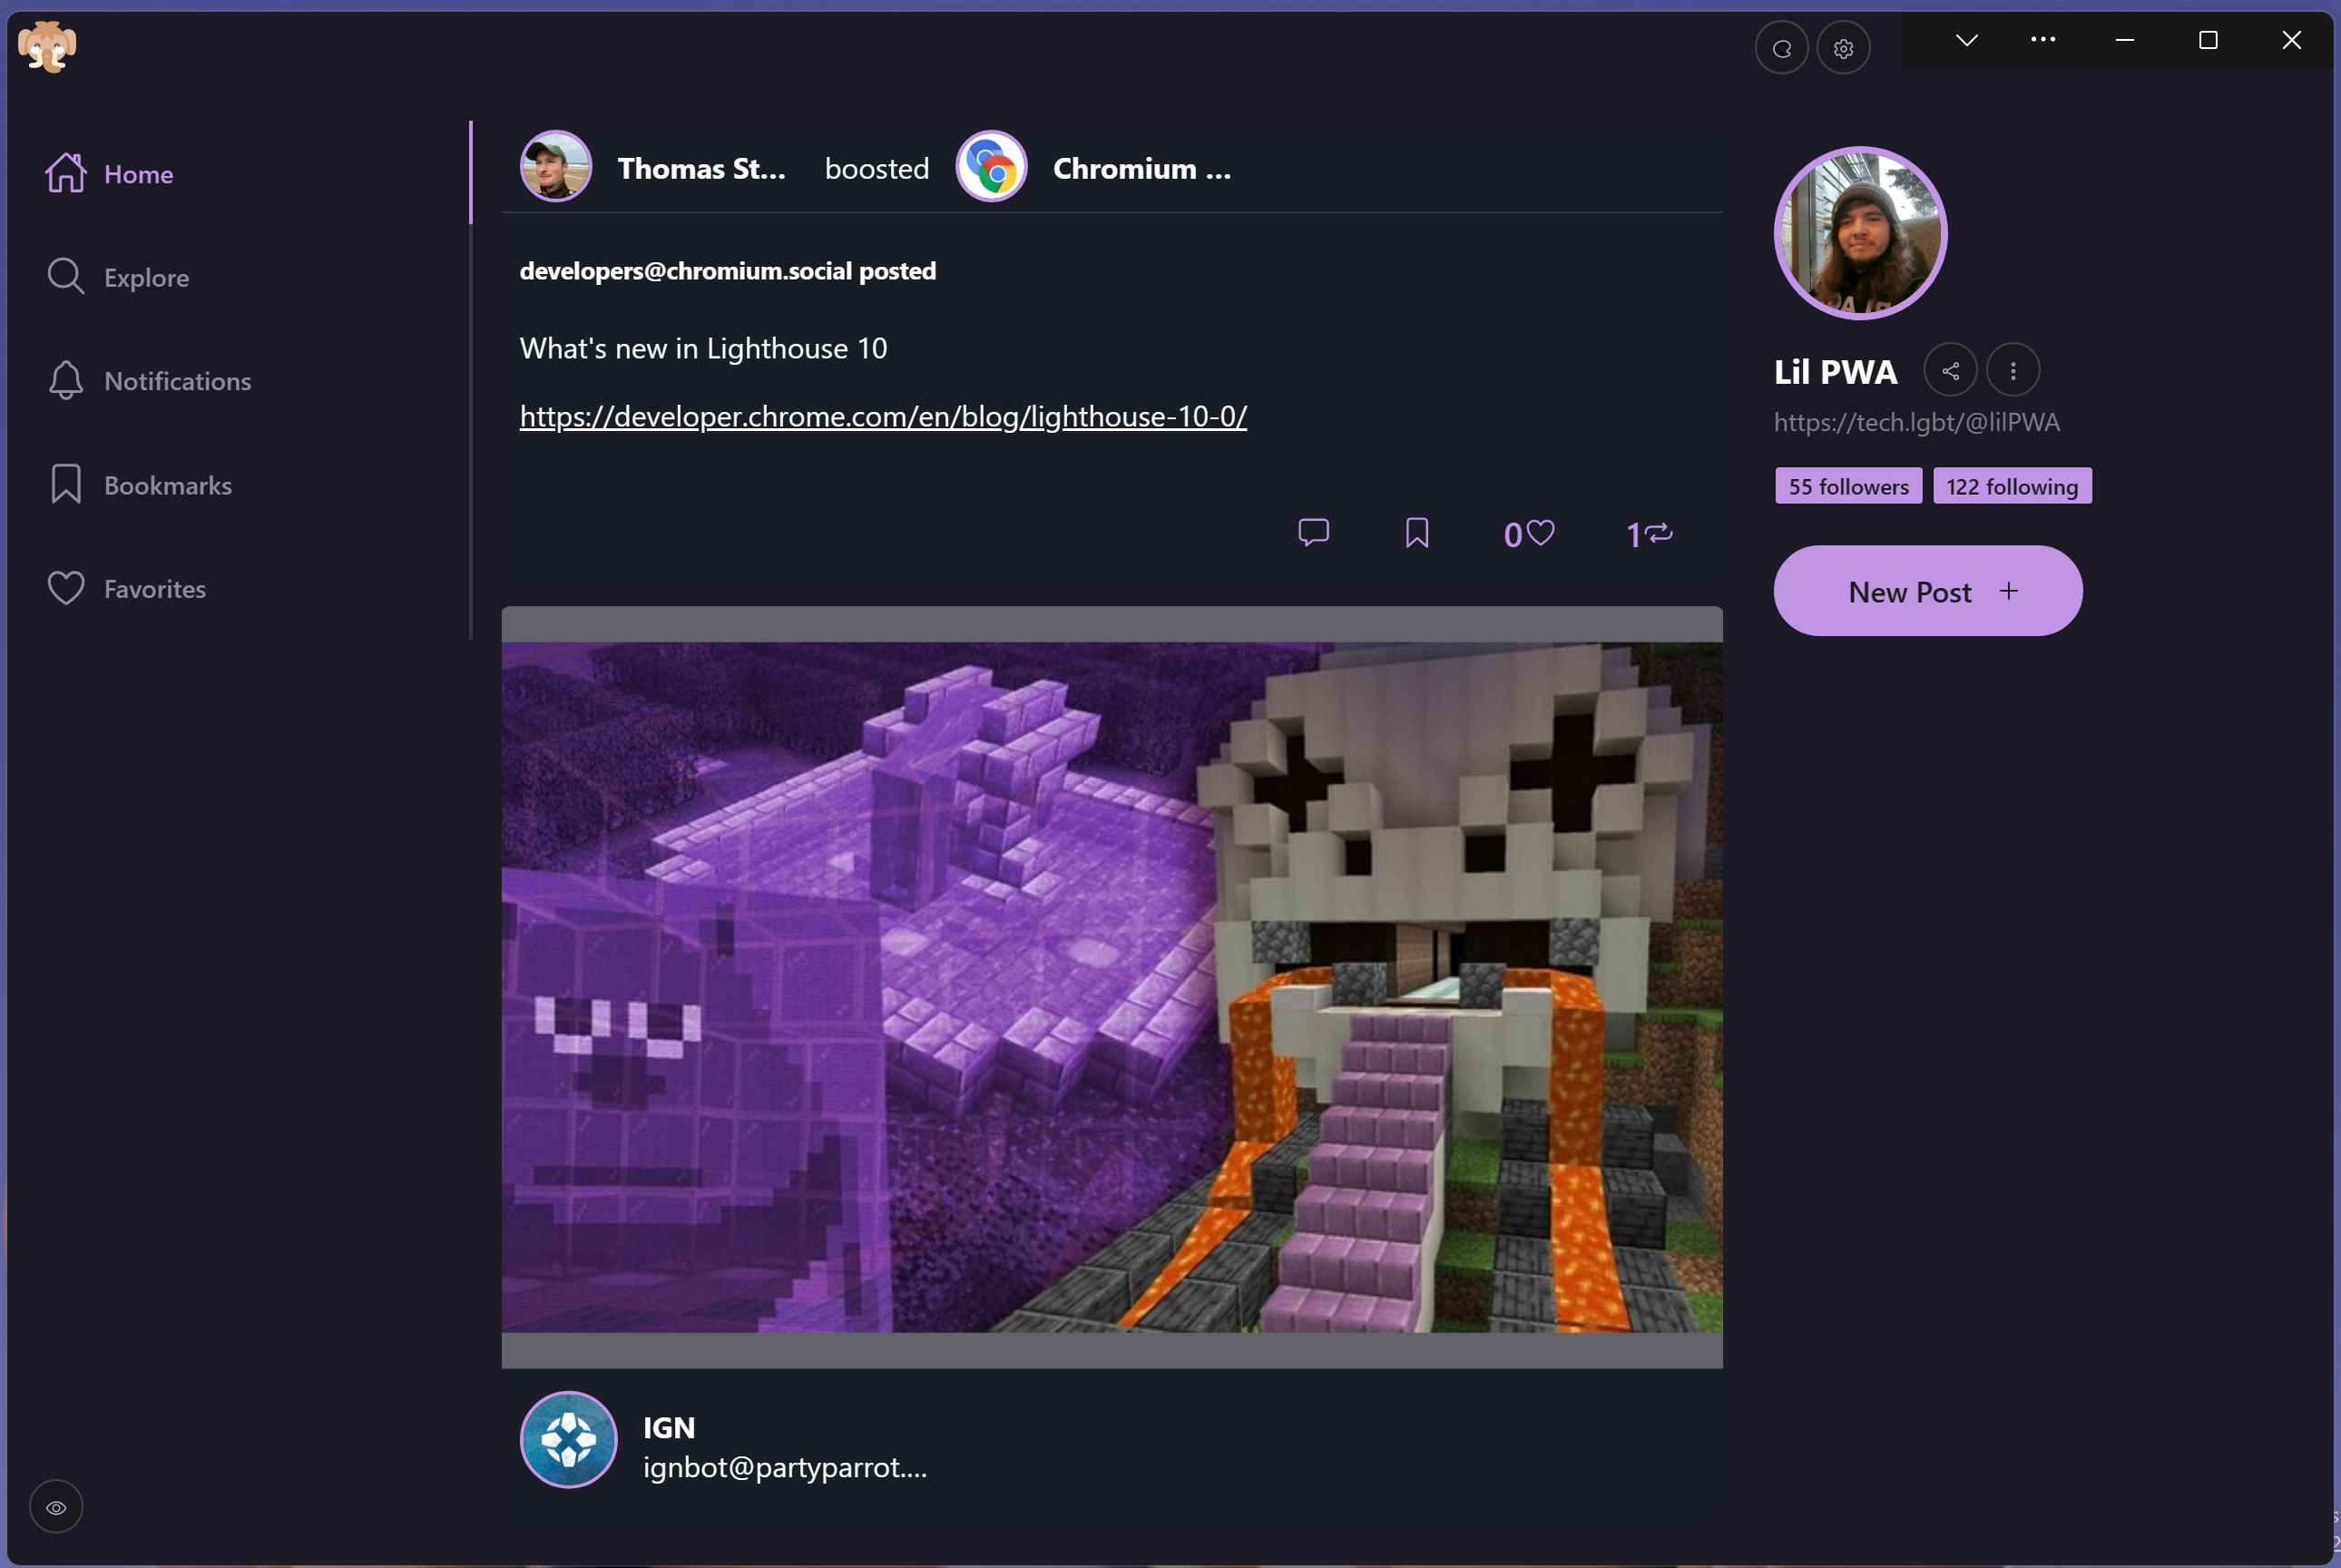 Home
Explore
Notifications
Bookmarks
Favorites
Thomas St... boosted Chromium ...
developers@chromium.social posted
What's new in Lighthouse 10
https://developer.chrome.com/en/blog/lighthouse-10-0/
0
1
IGN
ignbot@partyparrot....
Lil PWA
https://tech.lgbt/@lilPWA
55 followers 122 following
New Post +